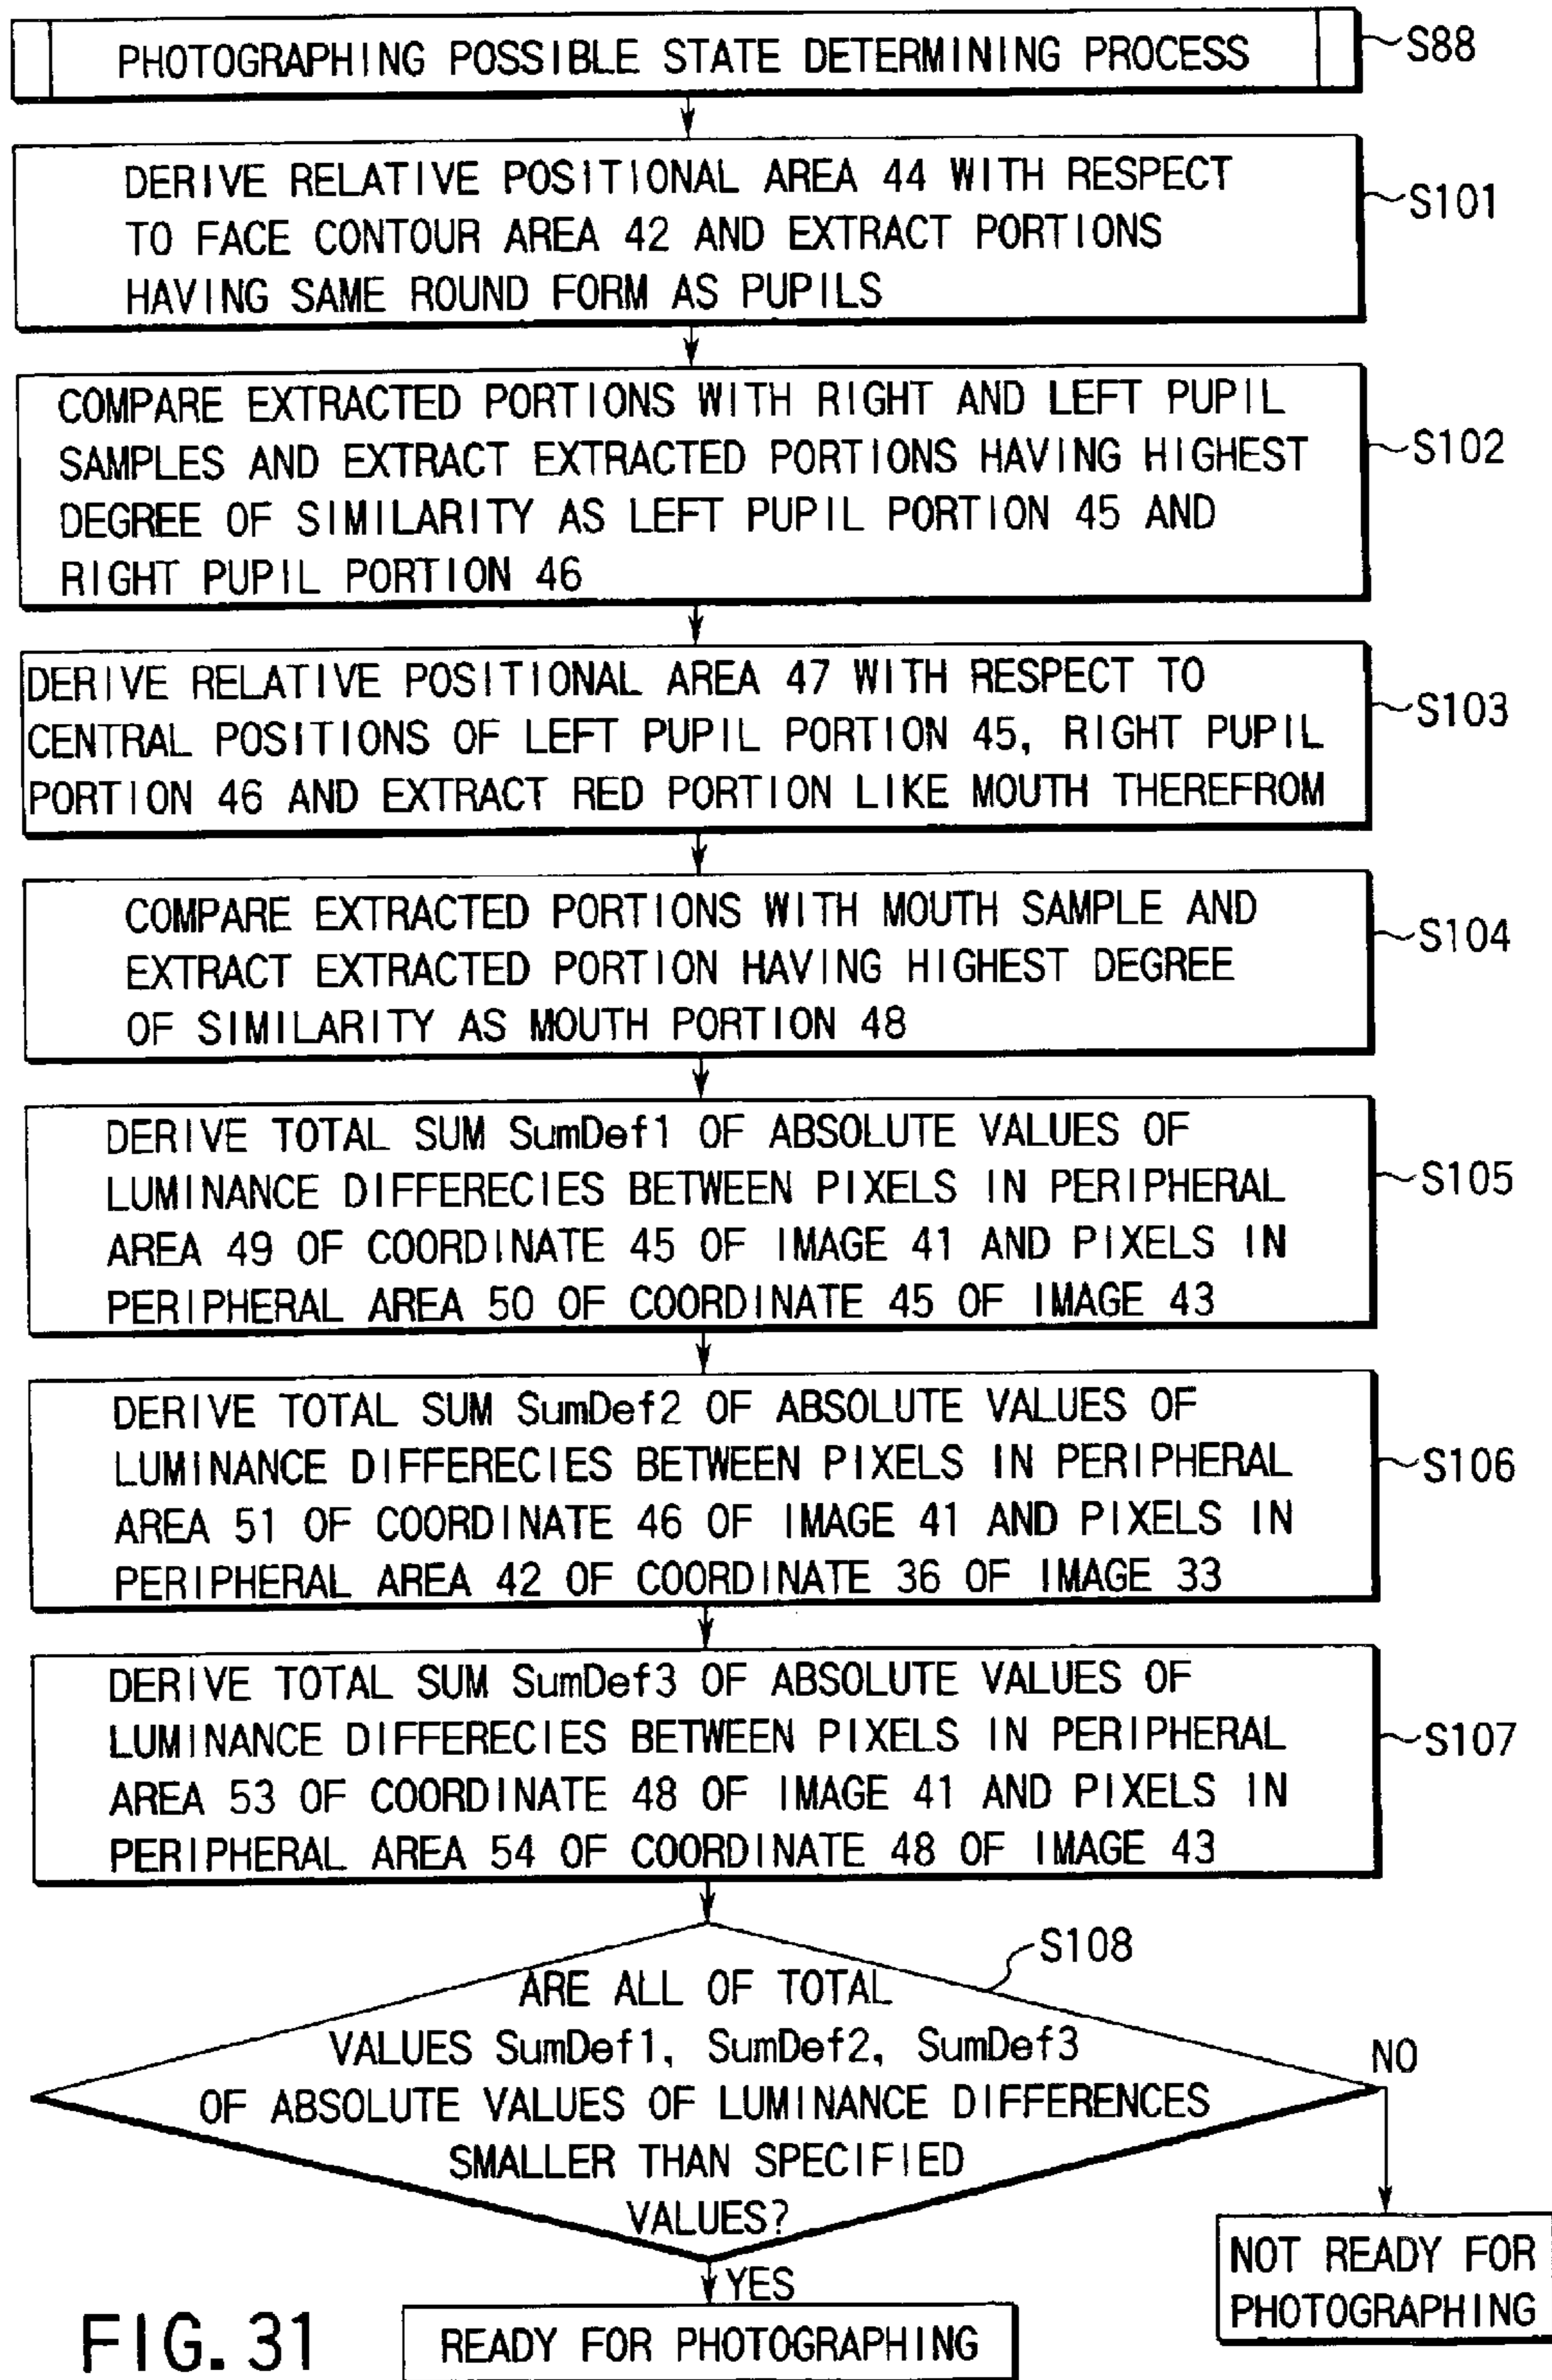 PHOTOGRAPHING POSSIBLE STATE DETERMINING PROCESS
S88
DERIVE RELATIVE POSITIONAL AREA 44 WITH RESPECT
TO FACE CONTOUR AREA 42 AND EXTRACT PORTIONS
HAVING SAME ROUND FORM AS PUPILS
S101
COMPARE EXTRACTED PORTIONS WITH RIGHT AND LEFT PUPIL
SAMPLES AND EXTRACT EXTRACTED PORTIONS HAVING HIGHEST
DEGREE OF SIMILARITY AS LEFT PUPIL PORTION 45 AND
RIGHT PUPIL PORTION 46
S102
DERIVE RELATIVE POSITIONAL AREA 47 WITH RESPECT TO
CENTRAL POSITIONS OF LEFT PUPIL PORTION 45, RIGHT PUPIL
PORTION 46 AND EXTRACT RED PORTION LIKE MOUTH THEREFROM
S103
COMPARE EXTRACTED PORTIONS WITH MOUTH SAMPLE AND
EXTRACT EXTRACTED PORTION HAVING HIGHEST DEGREE
OF SIMILARITY AS MOUTH PORTION 48
S104
DERIVE TOTAL SUM SumDef1 OF ABSOLUTE VALUES OF
LUMINANCE DIFFERECIES BETWEEN PIXELS IN PERIPHERAL
AREA 49 OF COORDINATE 45 OF IMAGE 41 AND PIXELS IN
PERIPHERAL AREA 50 OF COORDINATE 45 OF IMAGE 43
S105
DERIVE TOTAL SUM SumDef2 OF ABSOLUTE VALUES OF
LUMINANCE DIFFERECIES BETWEEN PIXELS IN PERIPHERAL
AREA 51 OF COORDINATE 46 OF IMAGE 41 AND PIXELS IN
PERIPHERAL AREA 42 OF COORDINATE 36 OF IMAGE 33
S106
DERIVE TOTAL SUM SumDef3 OF ABSOLUTE VALUES OF
LUMINANCE DIFFERECIES BETWEEN PIXELS IN PERIPHERAL
AREA 53 OF COORDINATE 48 OF IMAGE 41 AND PIXELS IN
PERIPHERAL AREA 54 OF COORDINATE 48 OF IMAGE 43
S107
S108
ARE ALL OF TOTAL
VALUES SumDef1, SumDef2, SumDef3
OF ABSOLUTE VALUES OF LUMINANCE DIFFERENCES
SMALLER THAN SPECIFIED
VALUES?
NO
NOT READY FOR
PHOTOGRAPHING
YES
READY FOR PHOTOGRAPHING
FIG. 31